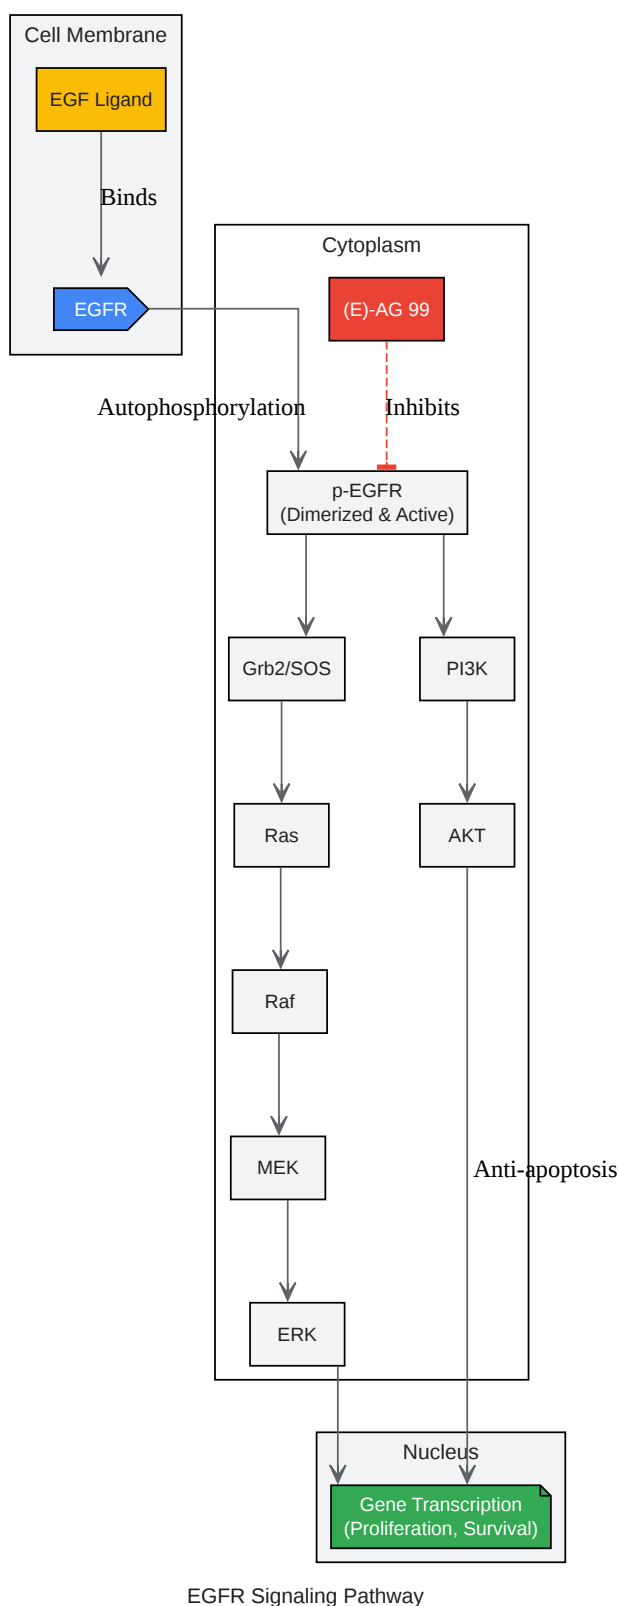 Cell Membrane
EGF Ligand
Binds
EGFR
Cytoplasm
(E)-AG 99
Autophosphorylation
Inhibits
p-EGFR
(Dimerized & Active)
Grb2/SOS
PI3K
Ras
AKT
Raf
MEK
Anti-apoptosis
ERK
Nucleus
Gene Transcription
(Proliferation, Survival)
EGFR Signaling Pathway